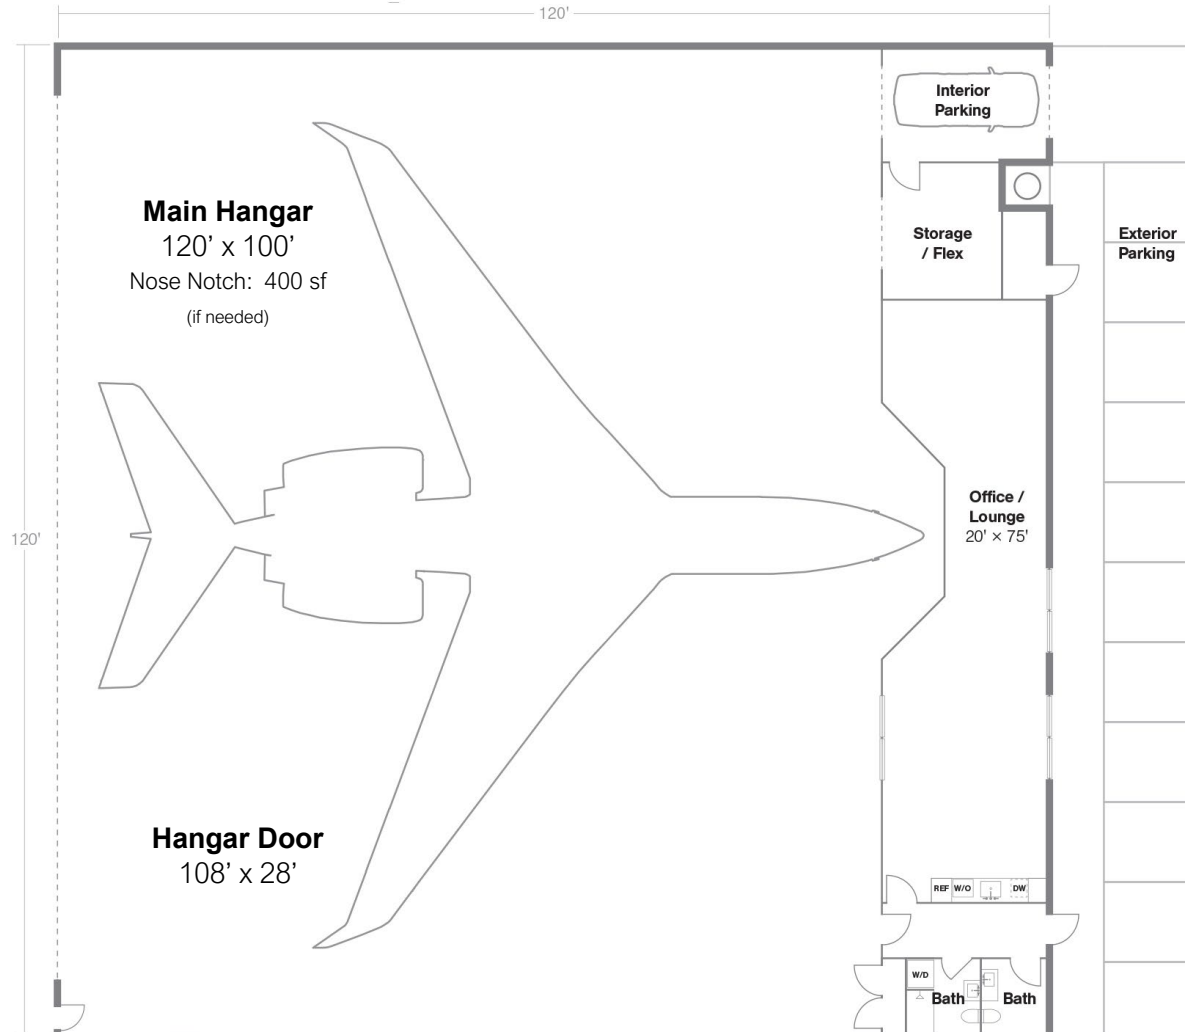 120'
Interior
Parking
Main Hangar
120’ x 100’
Nose Notch: 400 sf
(if needed)
Storage
/ Flex
Exterior
Parking
Office /
Lounge
20' × 75'
120'
Hangar Door
108’ x 28’
REF W/O DW
W/D
Bath Bath